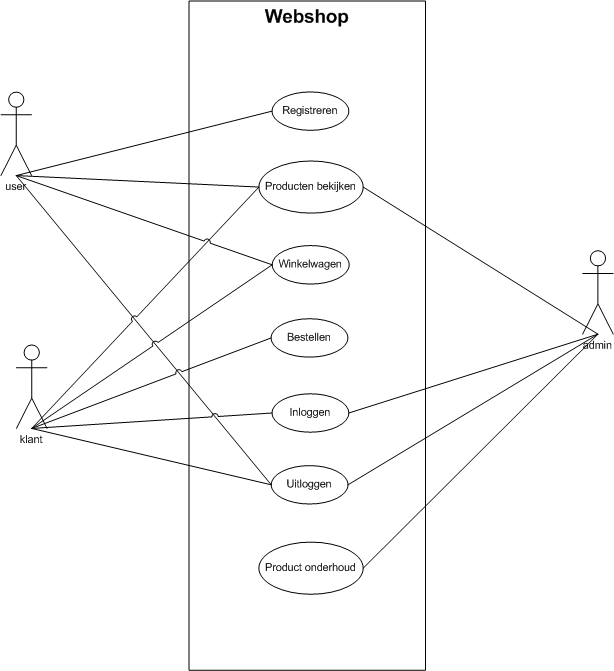 Webshop
Registreren
user
Producten bekijken
Winkelwagen
Bestellen
admin
Inloggen
klant
Uitloggen
Product onderhoud